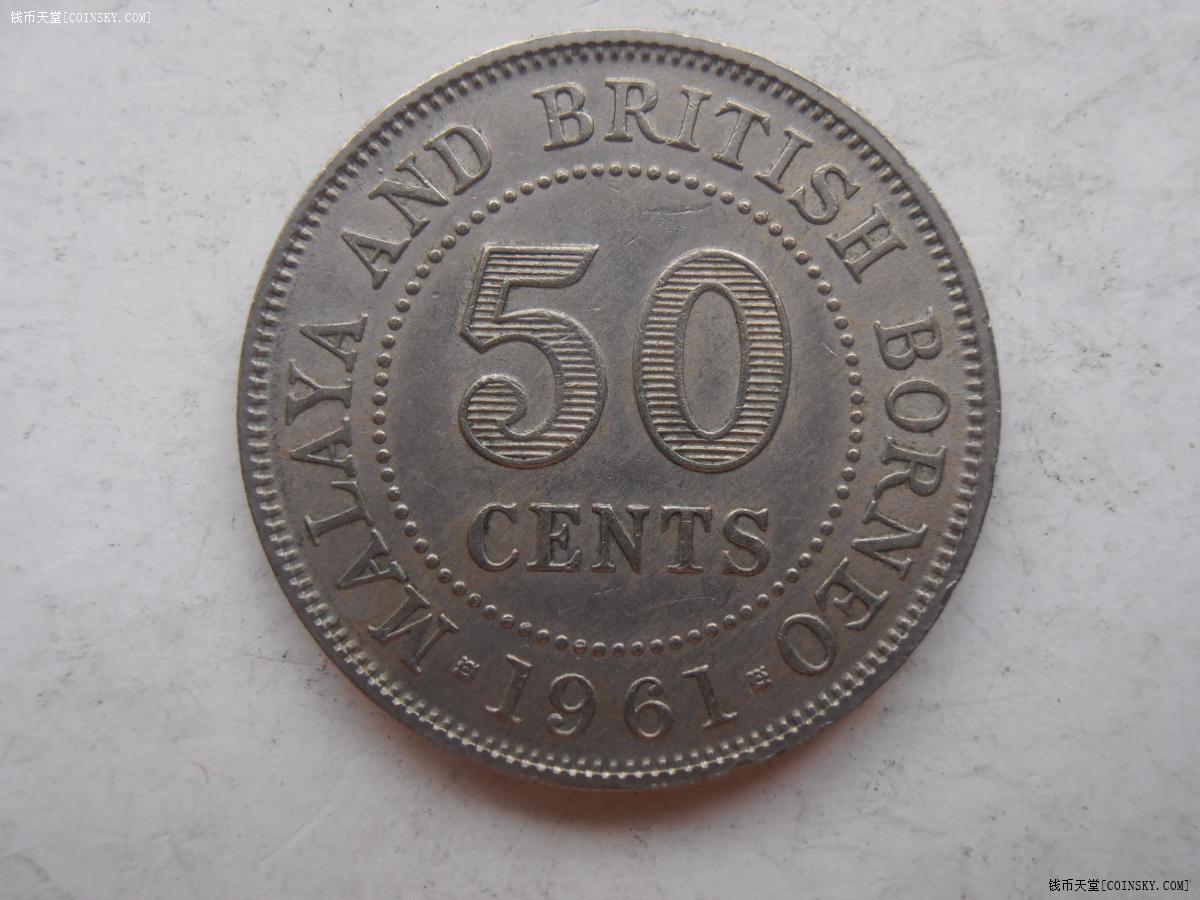 钱币天堂[COINSKY.COM]
MALAYA AND BRITISH BORNEO
50
CENTS
1961
钱币天堂[COINSKY.COM]